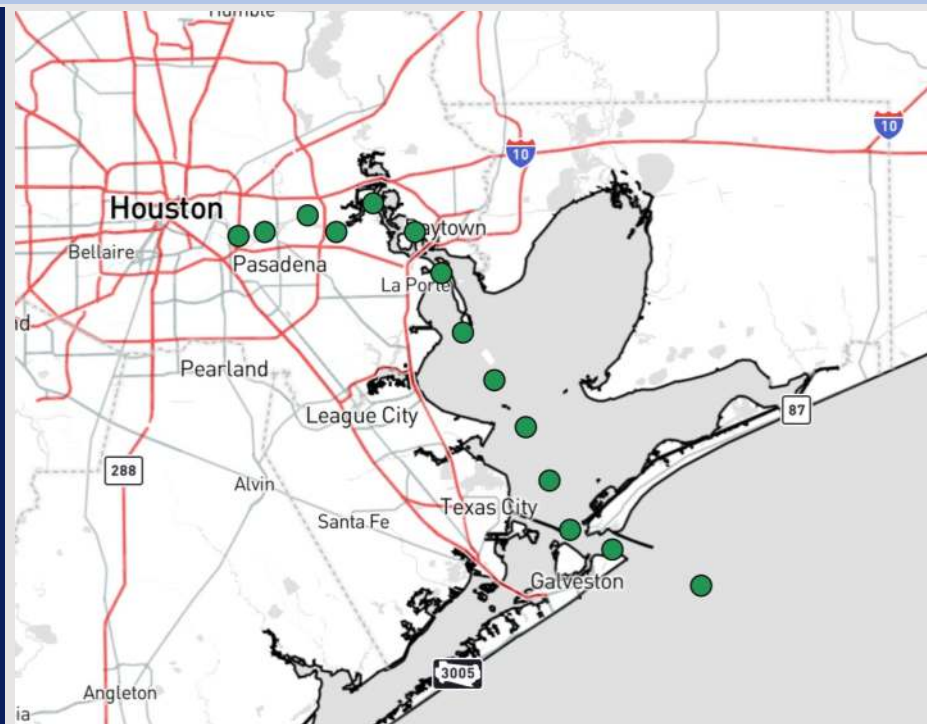 Humble
10
10
Houston
Baytown
Bellaire
Pasadena
La Porte
Pearland
League City
87
288
Alvin
Texas City
Santa Fe
Galveston
3005
Angleton